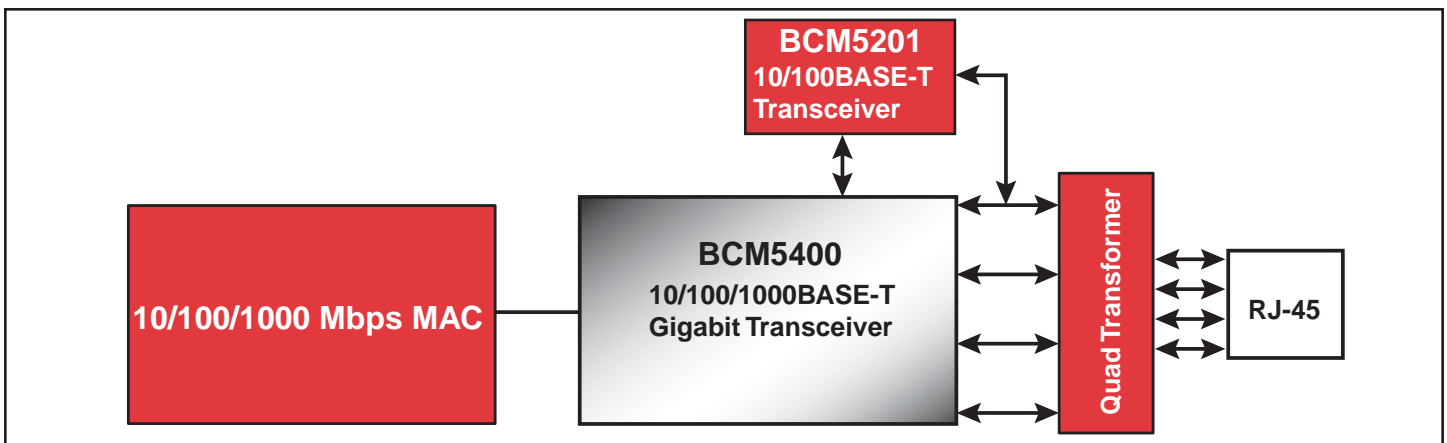 BCM5201
10/100BASE-T
Transceiver
10/100/1000 Mbps MAC
BCM5400
10/100/1000BASE-T
Gigabit Transceiver
Quad Transformer
RJ-45